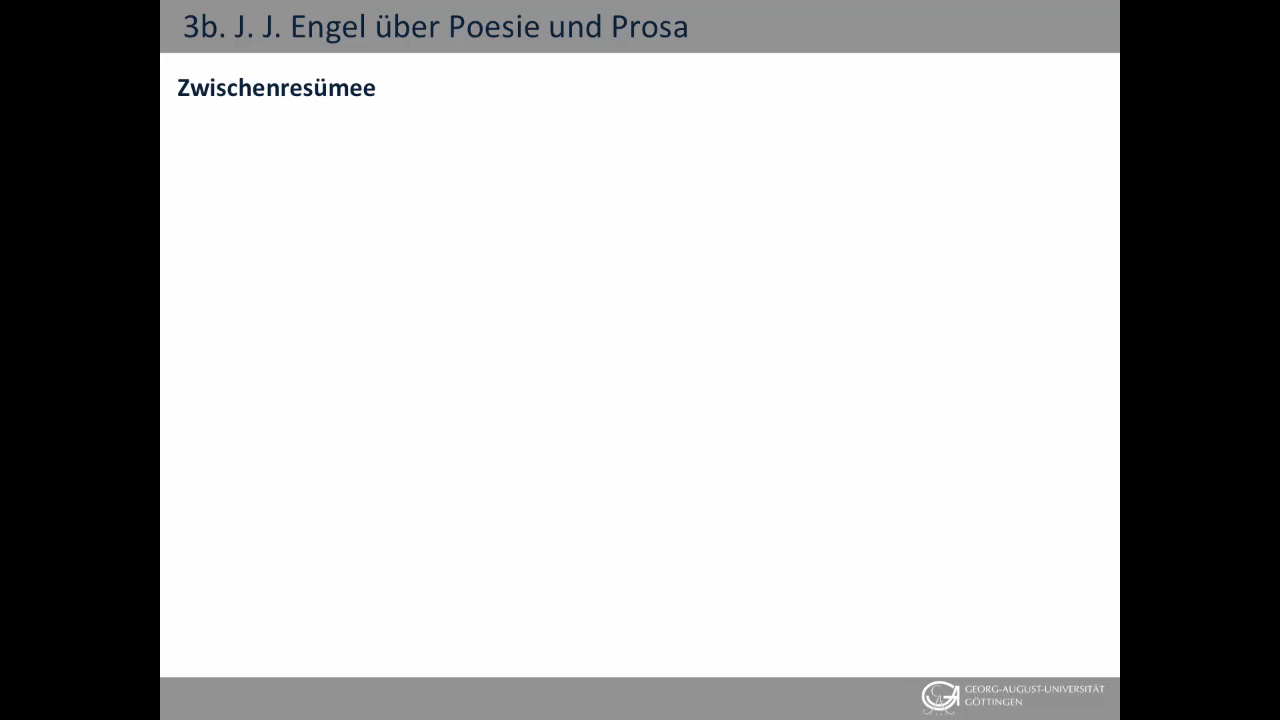 3b. J. J. Engel über Poesie und Prosa
Zwischenresümee
GEORG-AUGUST-UNIVERSITÄT
GÖTTINGEN